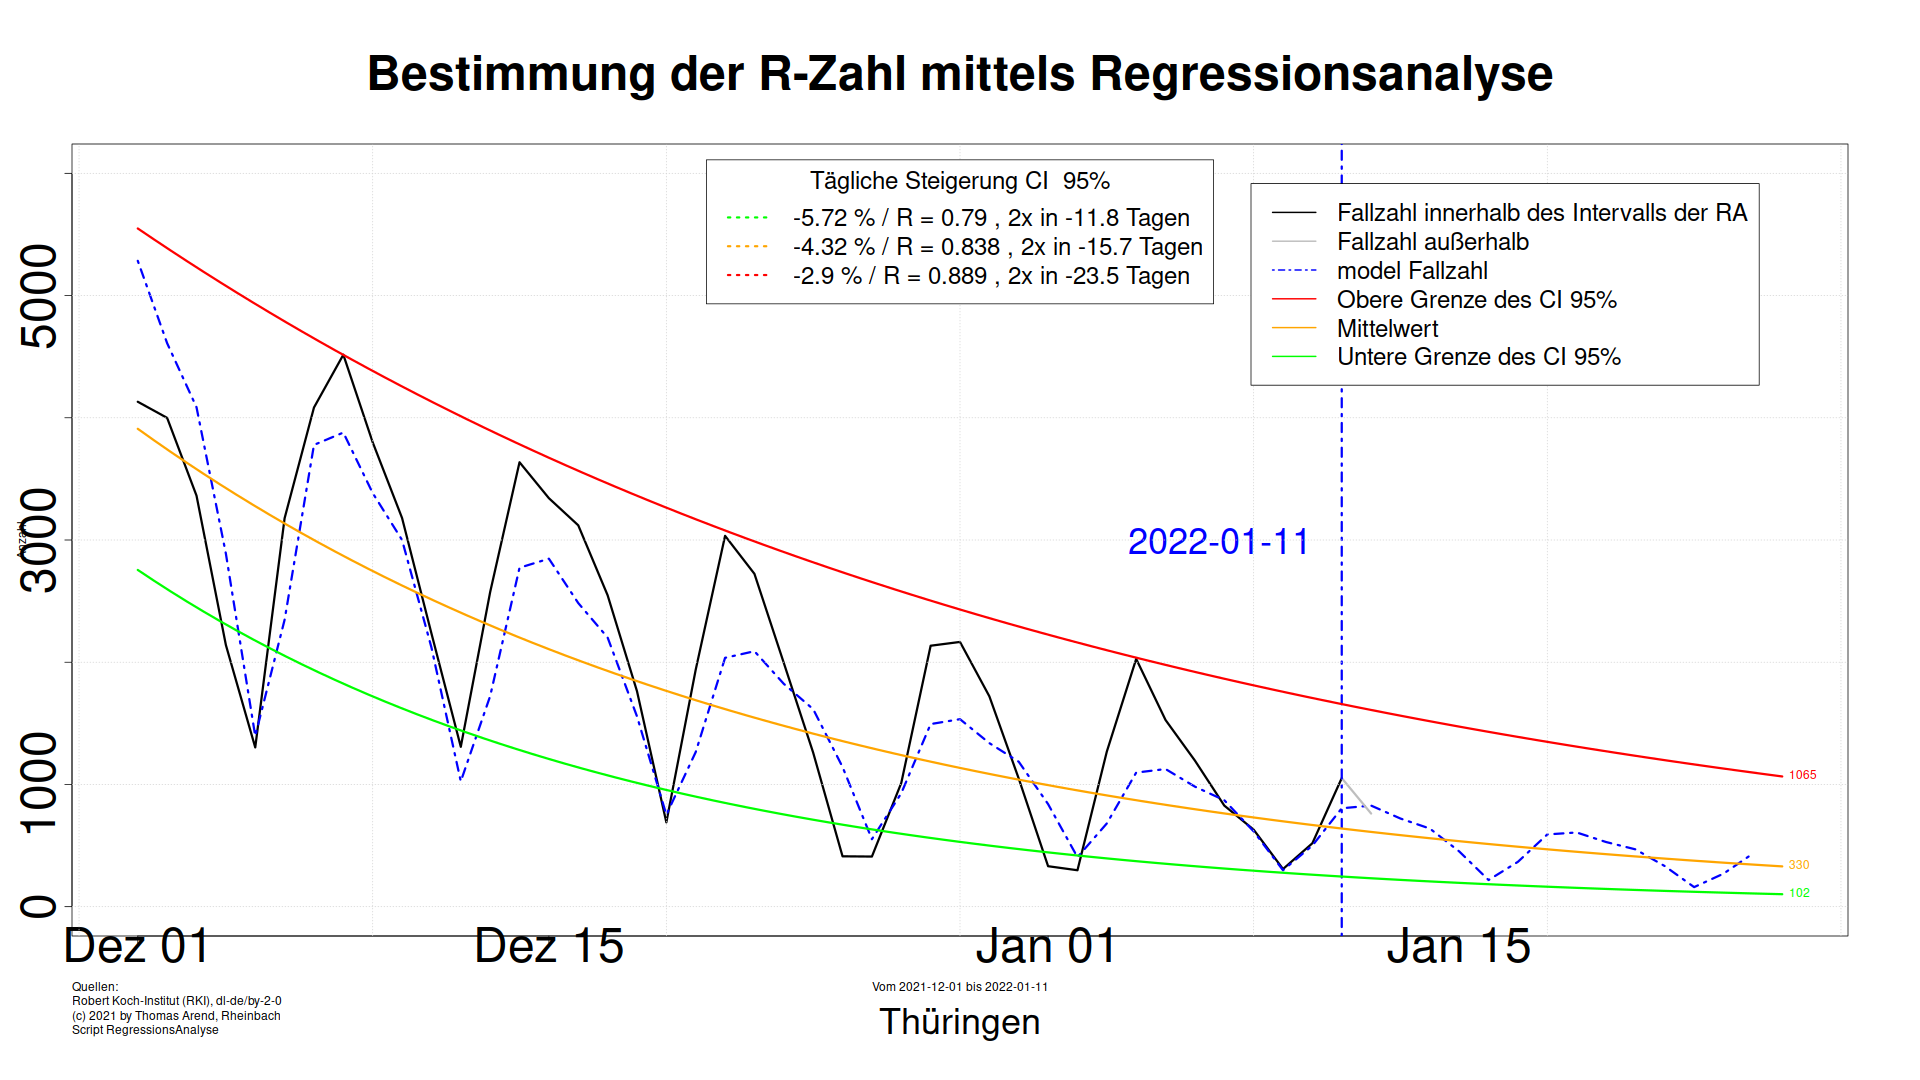 Bestimmung der R-Zahl mittels Regressionsanalyse
Tägliche Steigerung CI  95%
-5.72 % / R = 0.79 , 2x in -11.8 Tagen
-4.32 % / R = 0.838 , 2x in -15.7 Tagen
-2.9 % / R = 0.889 , 2x in -23.5 Tagen
Fallzahl innerhalb des Intervalls der RA
Fallzahl außerhalb
model Fallzahl
Obere Grenze des CI 95%
Mittelwert
Untere Grenze des CI 95%
5000
3000
1000
0
Anzahl
2022-01-11
1065
330
102
Dez 01
Dez 15
Jan 01
Jan 15
Quellen:
Robert Koch-Institut (RKI), dl-de/by-2-0
(c) 2021 by Thomas Arend, Rheinbach
Script RegressionsAnalyse
Vom 2021-12-01 bis 2022-01-11
Thüringen